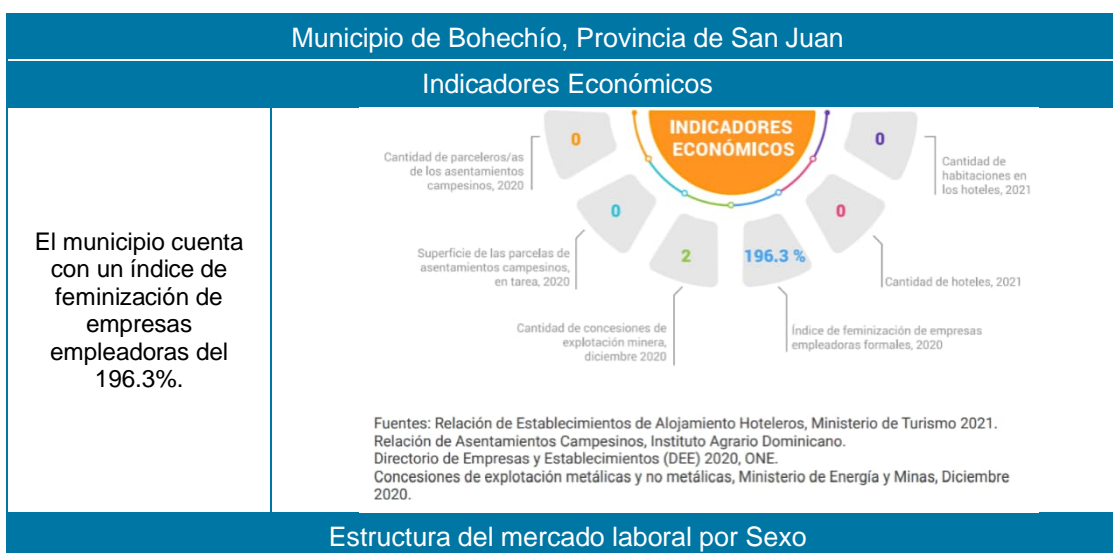 Municipio de Bohechío, Provincia de San Juan
Indicadores Económicos
El municipio cuenta
con un índice de
feminización de
empresas
empleadoras del
196.3%.
INDICADORES
ECONÓMICOS
0
Cantidad de parceleros/as
de los asentamientos
campesinos, 2020
0
Superficie de las parcelas de
asentamientos campesinos,
en tarea, 2020
2
Cantidad de concesiones de
explotación minera,
diciembre 2020
196.3 %
Índice de feminización de empresas
empleadoras formales, 2020
0
Cantidad de hoteles, 2021
0
Cantidad de
habitaciones en
los hoteles, 2021
Fuentes: Relación de Establecimientos de Alojamiento Hoteleros, Ministerio de Turismo 2021.
Relación de Asentamientos Campesinos, Instituto Agrario Dominicano.
Directorio de Empresas y Establecimientos (DEE) 2020, ONE.
Concesiones de explotación metálicas y no metálicas, Ministerio de Energía y Minas, Diciembre
2020.
Estructura del mercado laboral por Sexo